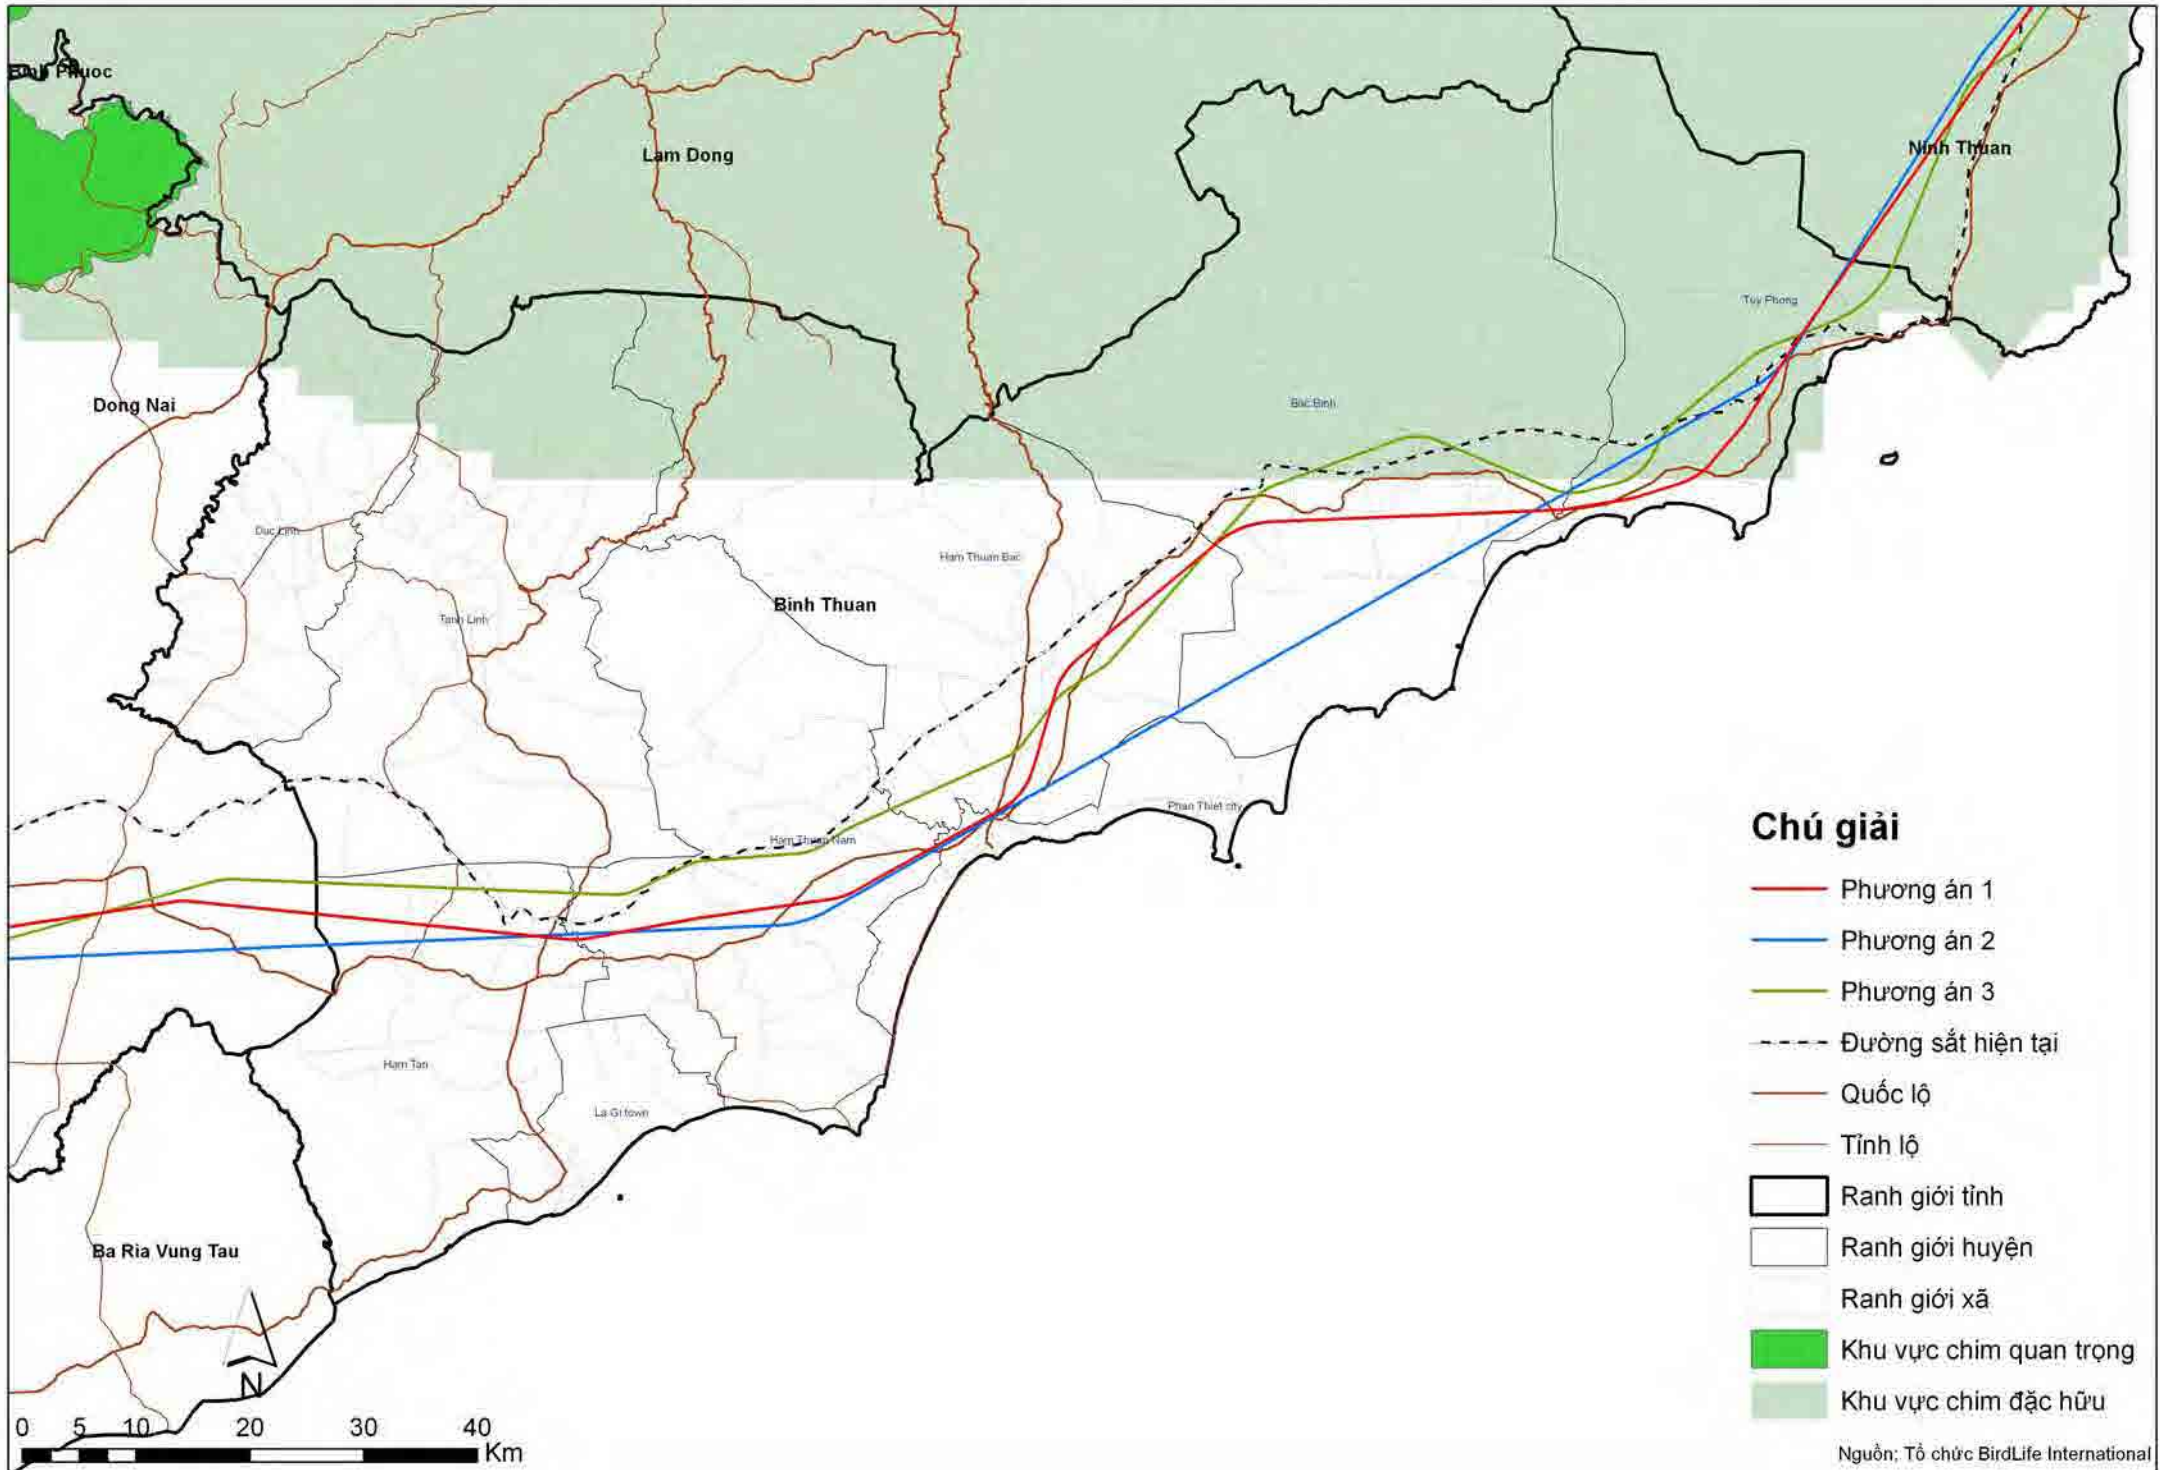 Binh Phuoc
Lam Dong
Ninh Thuan
Tuy Phong
Dong Nai
Bac Binh
Duc Linh
Ham Thuan Bac
Tanh Linh
Binh Thuan
Phan Thiet city
Ham Thuan Nam
Ham Tan
La Gi town
Ba Ria Vung Tau
N
0 5 10 20 30 40
Km
Chú giải
Phương án 1
Phương án 2
Phương án 3
Đường sắt hiện tại
Quốc lộ
Tỉnh lộ
Ranh giới tỉnh
Ranh giới huyện
Ranh giới xã
Khu vực chim quan trọng
Khu vực chim đặc hữu
Nguồn: Tổ chức BirdLife International